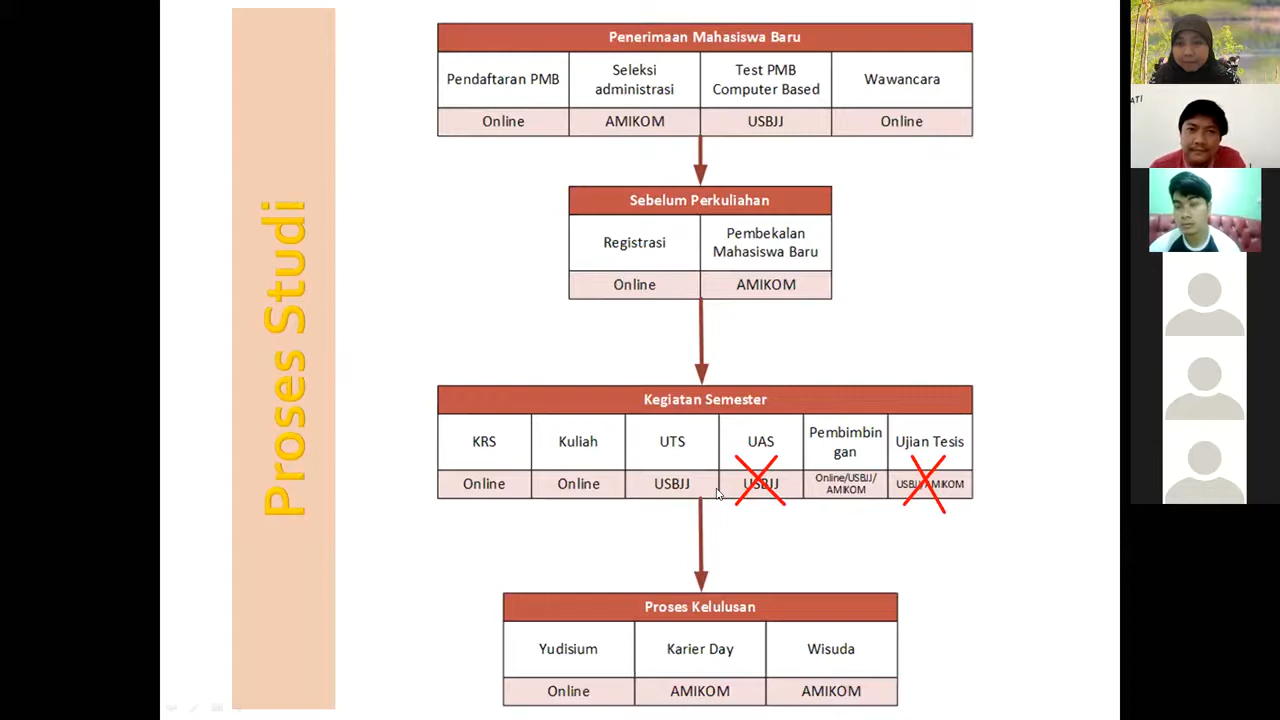 Proses Studi
Penerimaan Mahasiswa Baru
Pendaftaran PMB
Seleksi
administrasi
Test PMB
Computer Based
Wawancara
Online
AMIKOM
USBJJ
Online
Sebelum Perkuliahan
Registrasi
Pembekalan
Mahasiswa Baru
Online
AMIKOM
Kegiatan Semester
KRS
Kuliah
UTS
UAS
Pembimbin
gan
Ujian Tesis
Online
Online
USBJJ
USBJJ
Online/USBJJ/
AMIKOM
USBJJ/AMIKOM
Proses Kelulusan
Yudisium
Karier Day
Wisuda
Online
AMIKOM
AMIKOM